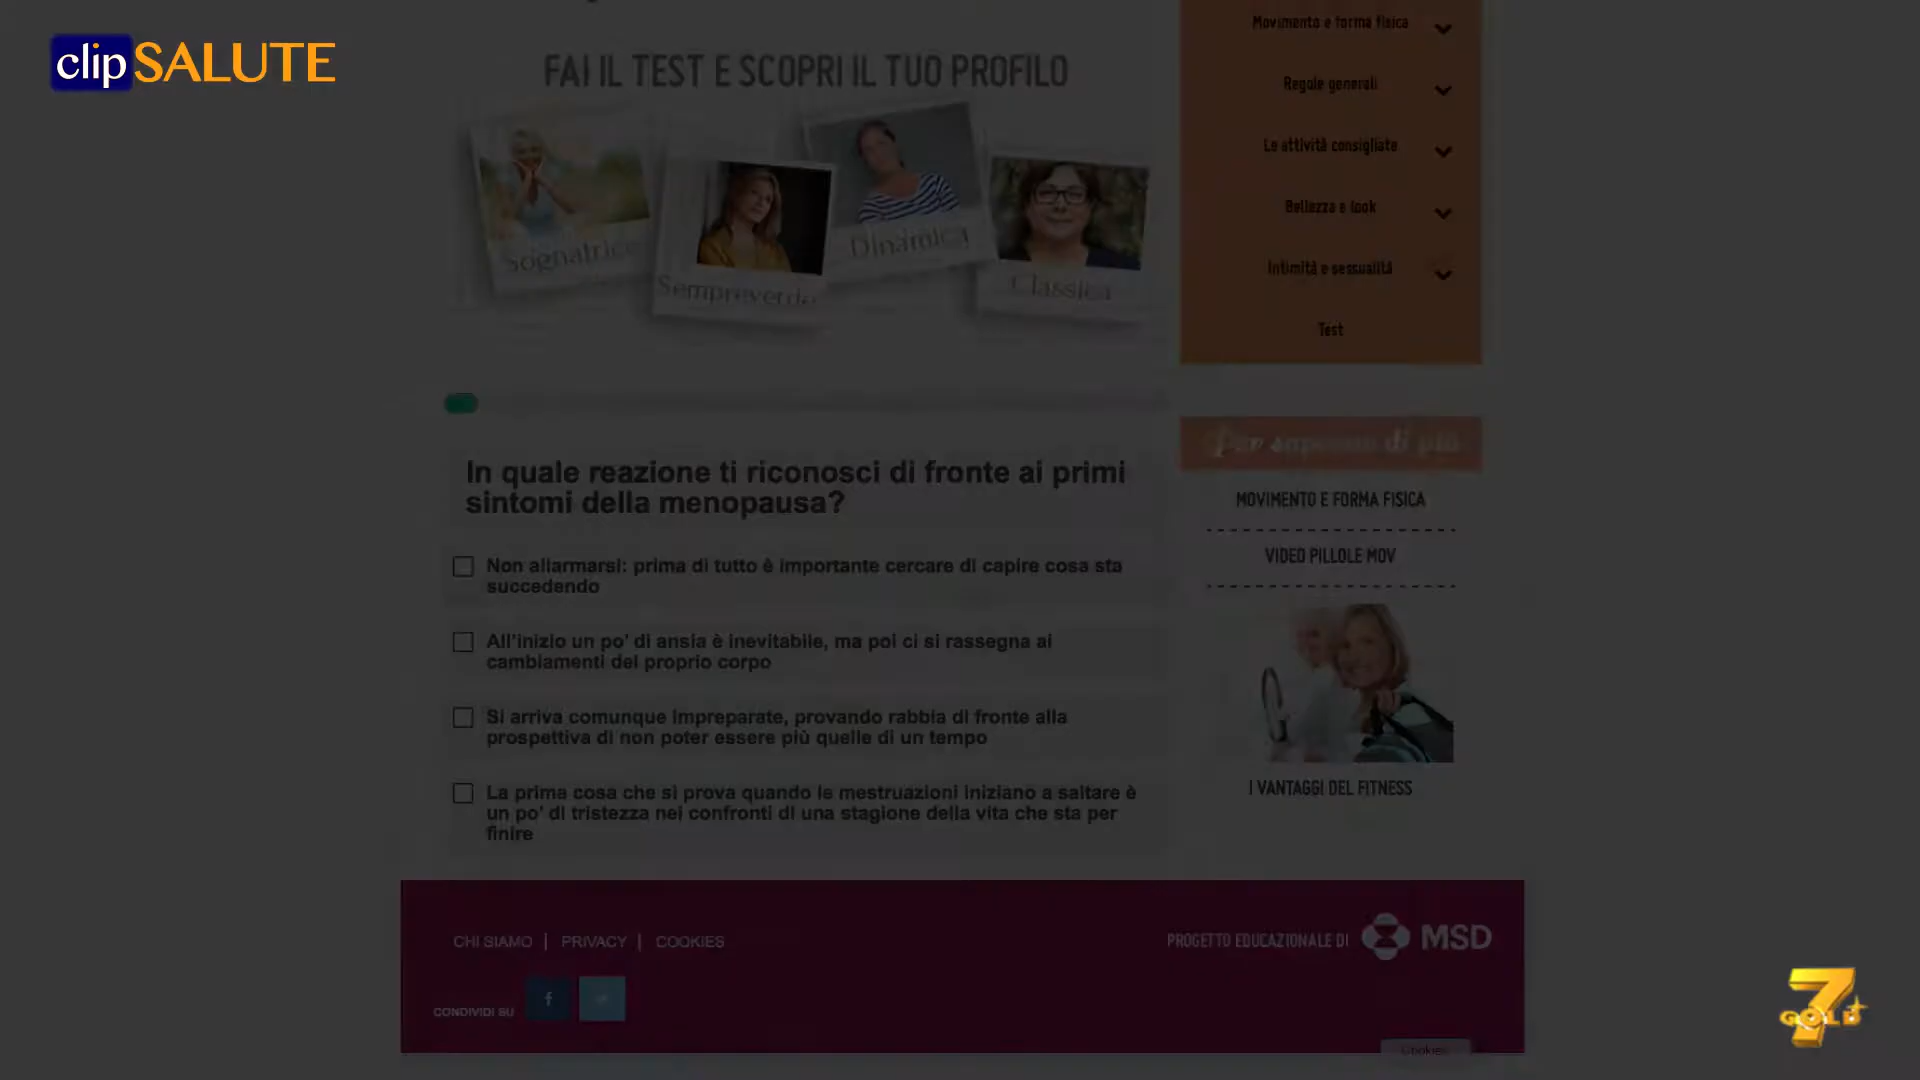 clipSALUTE
FAI IL TEST E SCOPRI IL TUO PROFILO
Sognatrice
Sempreverde
Dinamica
Classica
Movimento e forma fisica
Regole generali
Le attività consigliate
Bellezza e look
Intimità e sessualità
Test
Per saperne di più
MOVIMENTO E FORMA FISICA
VIDEO PILLOLE MOV
I VANTAGGI DEL FITNESS
In quale reazione ti riconosci di fronte ai primi
sintomi della menopausa?
Non allarmarsi: prima di tutto è importante cercare di capire cosa sta
succedendo
All'inizio un po' di ansia è inevitabile, ma poi ci si rassegna ai
cambiamenti del proprio corpo
Si arriva comunque impreparate, provando rabbia di fronte alla
prospettiva di non poter essere più quelle di un tempo
La prima cosa che si prova quando le mestruazioni iniziano a saltare è
un po' di tristezza nei confronti di una stagione della vita che sta per
finire
CHI SIAMO | PRIVACY | COOKIES
PROGETTO EDUCAZIONALE DI MSD
CONDIVIDI SU
Cookies
7 GOLD